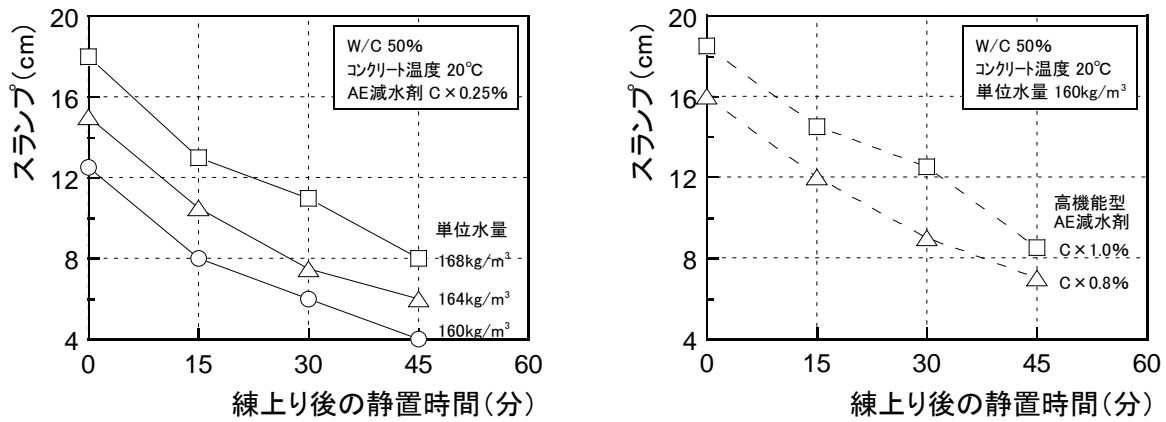 スランプ(cm)
20
16
12
8
4
W/C 50%
コンクリート温度 20℃
AE減水剤 C×0.25%
単位水量
168kg/m³
164kg/m³
160kg/m³
0 15 30 45 60
練上り後の静置時間(分)
スランプ(cm)
20
16
12
8
4
W/C 50%
コンクリート温度 20℃
単位水量 160kg/m³
高機能型
AE減水剤
C×1.0%
C×0.8%
0 15 30 45 60
練上り後の静置時間(分)